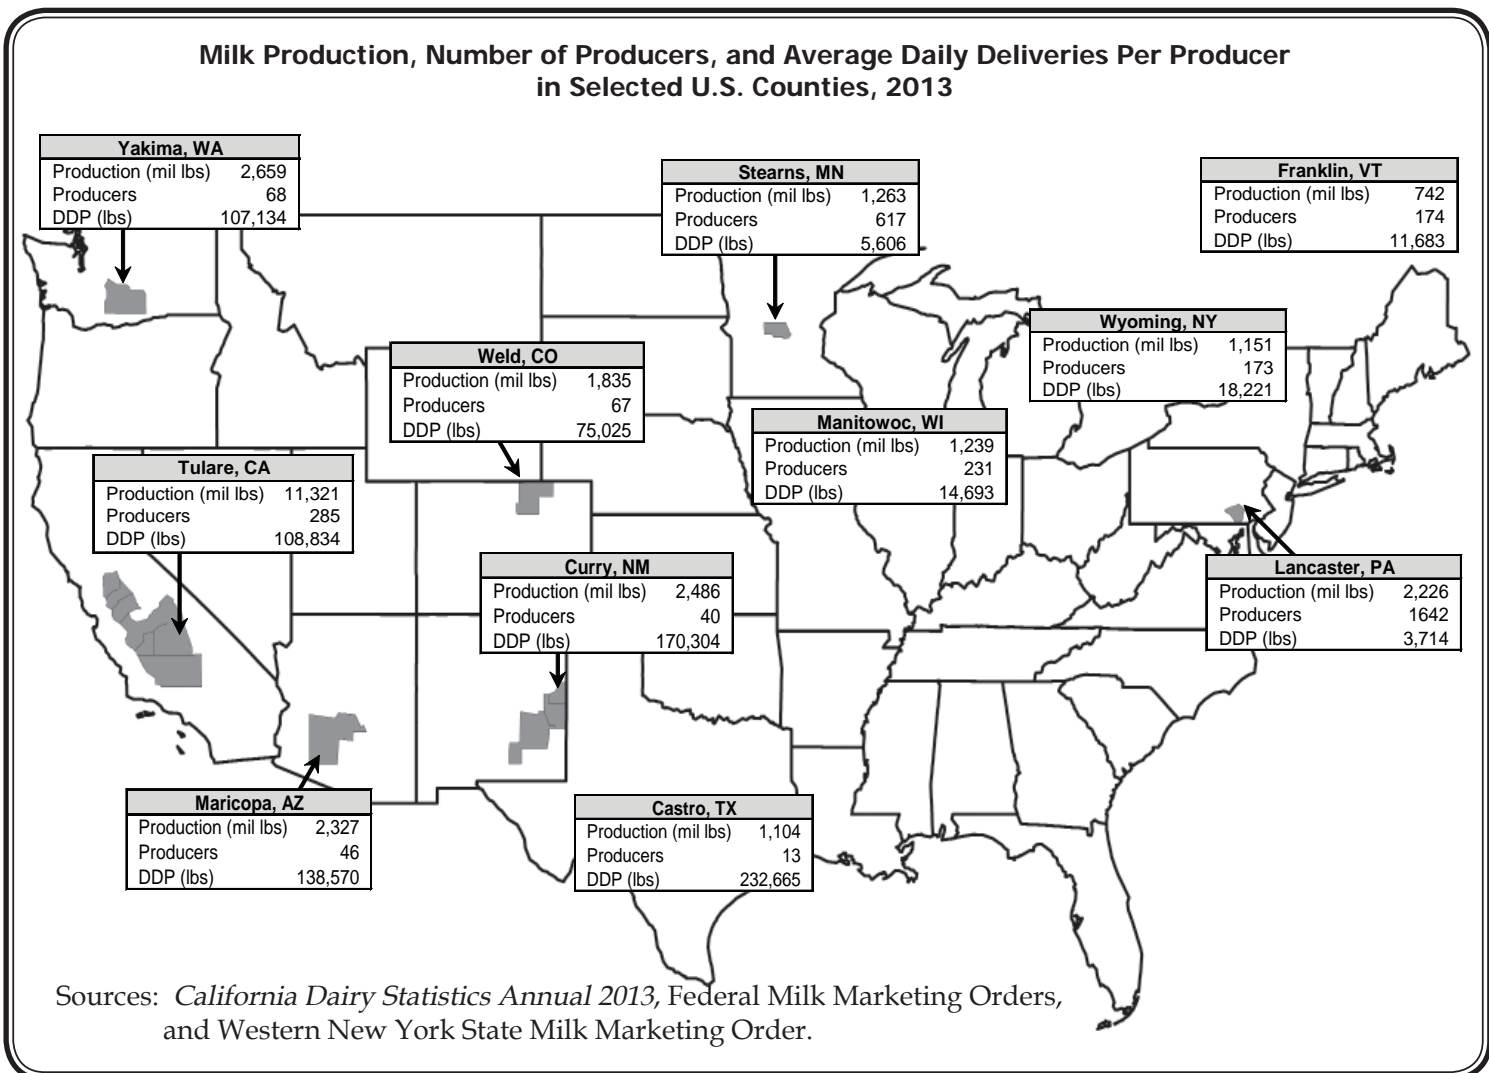 Milk Production, Number of Producers, and Average Daily Deliveries Per Producer
in Selected U.S. Counties, 2013
Yakima, WA
Production (mil lbs) 2,659
Producers 68
DDP (lbs) 107,134
Stearns, MN
Production (mil lbs) 1,263
Producers 617
DDP (lbs) 5,606
Franklin, VT
Production (mil lbs) 742
Producers 174
DDP (lbs) 11,683
Wyoming, NY
Production (mil lbs) 1,151
Producers 173
DDP (lbs) 18,221
Weld, CO
Production (mil lbs) 1,835
Producers 67
DDP (lbs) 75,025
Manitowoc, WI
Production (mil lbs) 1,239
Producers 231
DDP (lbs) 14,693
Tulare, CA
Production (mil lbs) 11,321
Producers 285
DDP (lbs) 108,834
Curry, NM
Production (mil lbs) 2,486
Producers 40
DDP (lbs) 170,304
Lancaster, PA
Production (mil lbs) 2,226
Producers 1642
DDP (lbs) 3,714
Maricopa, AZ
Production (mil lbs) 2,327
Producers 46
DDP (lbs) 138,570
Castro, TX
Production (mil lbs) 1,104
Producers 13
DDP (lbs) 232,665
Sources: California Dairy Statistics Annual 2013, Federal Milk Marketing Orders,
and Western New York State Milk Marketing Order.